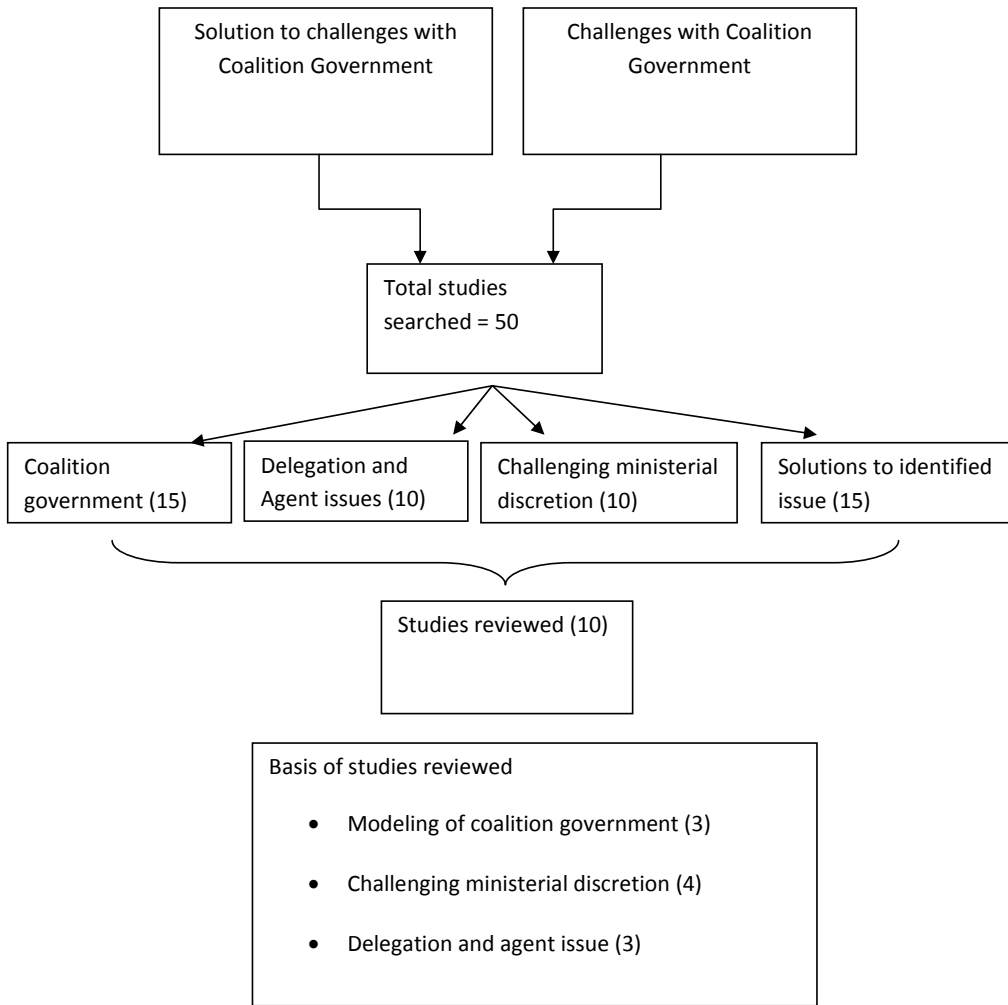 Solution to challenges with
Coalition Government
Challenges with Coalition
Government
Total studies
searched = 50
Coalition
government (15)
Delegation and
Agent issues (10)
Challenging ministerial
discretion (10)
Solutions to identified
issue (15)
Studies reviewed (10)
Basis of studies reviewed
• Modeling of coalition government (3)
• Challenging ministerial discretion (4)
• Delegation and agent issue (3)